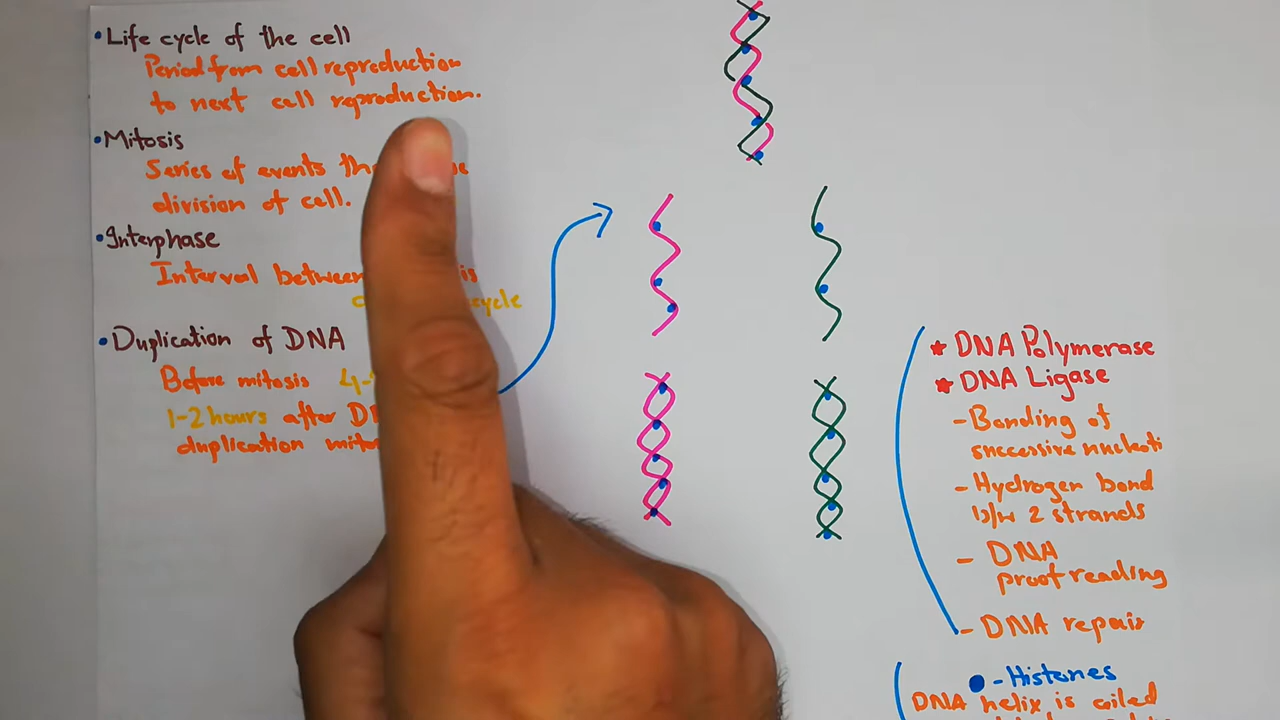 •Life cycle of the cell
Period from cell reproduction
to next cell reproduction.
•Mitosis
Series of events
division of cell.
•Interphase
Interval between
cycle
•Duplication of DNA
Before mitosis
1-2 hours after
duplication
* DNA Polymerase
* DNA Ligase
- Bonding of
successive nucleoti
- Hydrogen bond
b/w 2 strands
- DNA
proofreading
- DNA repair
- Histones
DNA helix is coiled